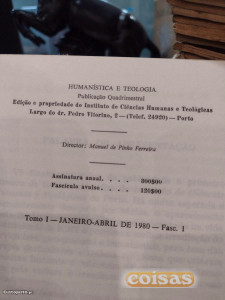 HUMANÍSTICA E TEOLOGIA
Publicação Quadrimestral
Edição e propriedade do Instituto de Ciências Humanas e Teológicas
Largo do dr. Pedro Vitorino, 2 — (Telef. 24920) — Porto
Director: Manuel de Pinho Ferreira
Assinatura anual. . . . 300$00
Fascículo avulso. . . . 120$00
Tomo I — JANEIRO-ABRIL DE 1980 — Fasc. 1
coisas